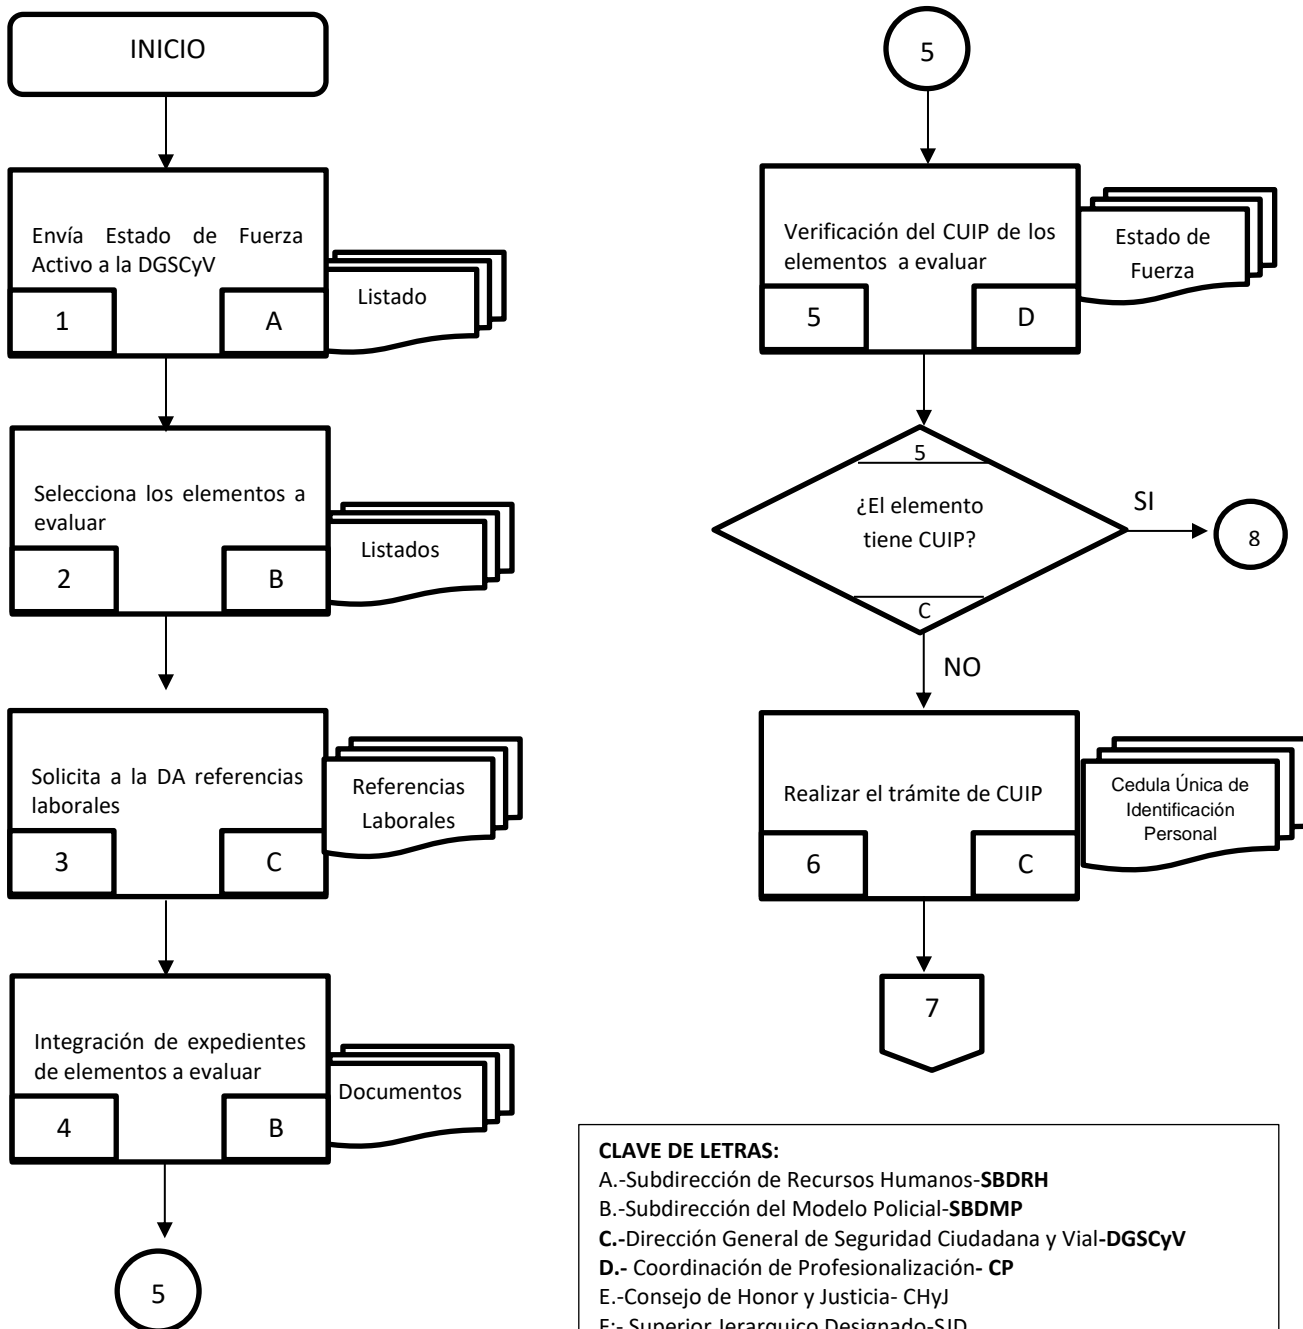 INICIO
Envía Estado de Fuerza
Activo a la DGSCyV
1
A
Listado
Selecciona los elementos a
evaluar
2
B
Listados
Solicita a la DA referencias
laborales
3
C
Referencias
Laborales
Integración de expedientes
de elementos a evaluar
4
B
Documentos
5
5
Verificación del CUIP de los
elementos a evaluar
5
D
Estado de
Fuerza
5
¿El elemento
tiene CUIP?
C
SI
8
NO
Realizar el trámite de CUIP
6
C
Cedula Única de
Identificación
Personal
7
CLAVE DE LETRAS:
A.-Subdirección de Recursos Humanos-SBDRH
B.-Subdirección del Modelo Policial-SBDMP
C.-Dirección General de Seguridad Ciudadana y Vial-DGSCyV
D.- Coordinación de Profesionalización- CP
E.-Consejo de Honor y Justicia- CHyJ
F:- Superior Jerarquico Designado-SJD